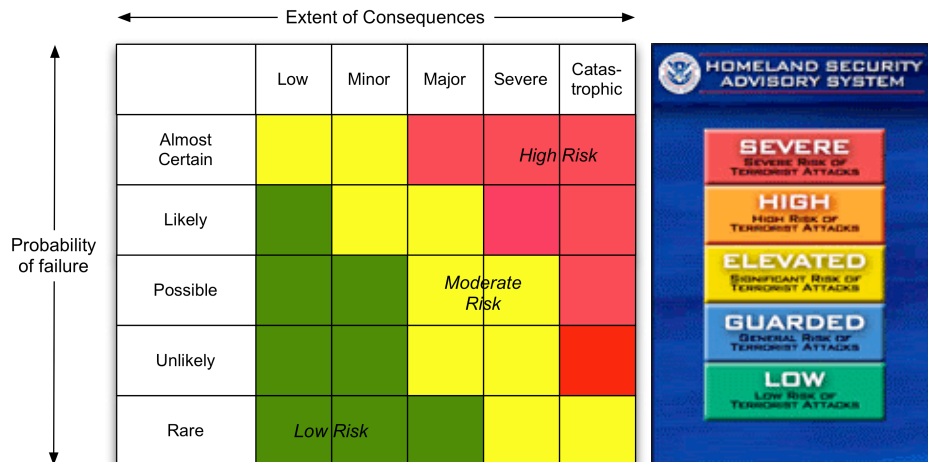 Extent of Consequences
Low
Minor
Major
Severe
Catas-
trophic
Almost
Certain
High Risk
Likely
Probability
of failure
Possible
Moderate
Risk
Unlikely
Rare
Low Risk
HOMELAND SECURITY
ADVISORY SYSTEM
SEVERE
SEVERE RISK OF
TERRORIST ATTACKS
HIGH
HIGH RISK OF
TERRORIST ATTACKS
ELEVATED
SIGNIFICANT RISK OF
TERRORIST ATTACKS
GUARDED
GENERAL RISK OF
TERRORIST ATTACKS
LOW
LOW RISK OF
TERRORIST ATTACKS